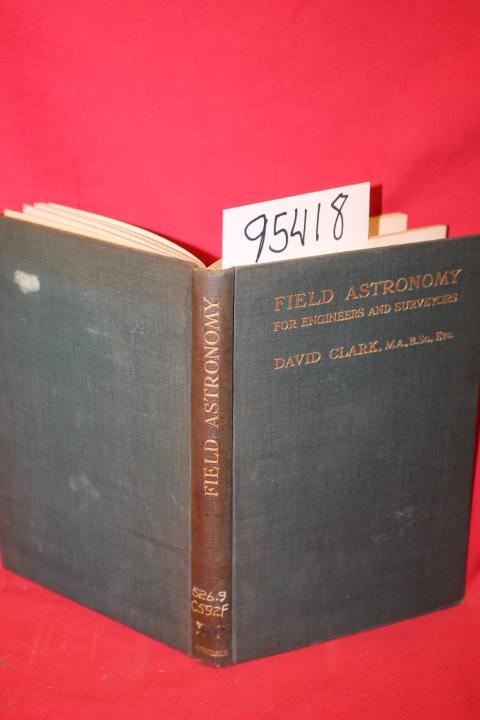 95418
FIELD ASTRONOMY
FOR ENGINEERS AND SURVEYORS
DAVID CLARK, M.A., B.Sc., Etc.
FIELD ASTRONOMY
526.9
C592F